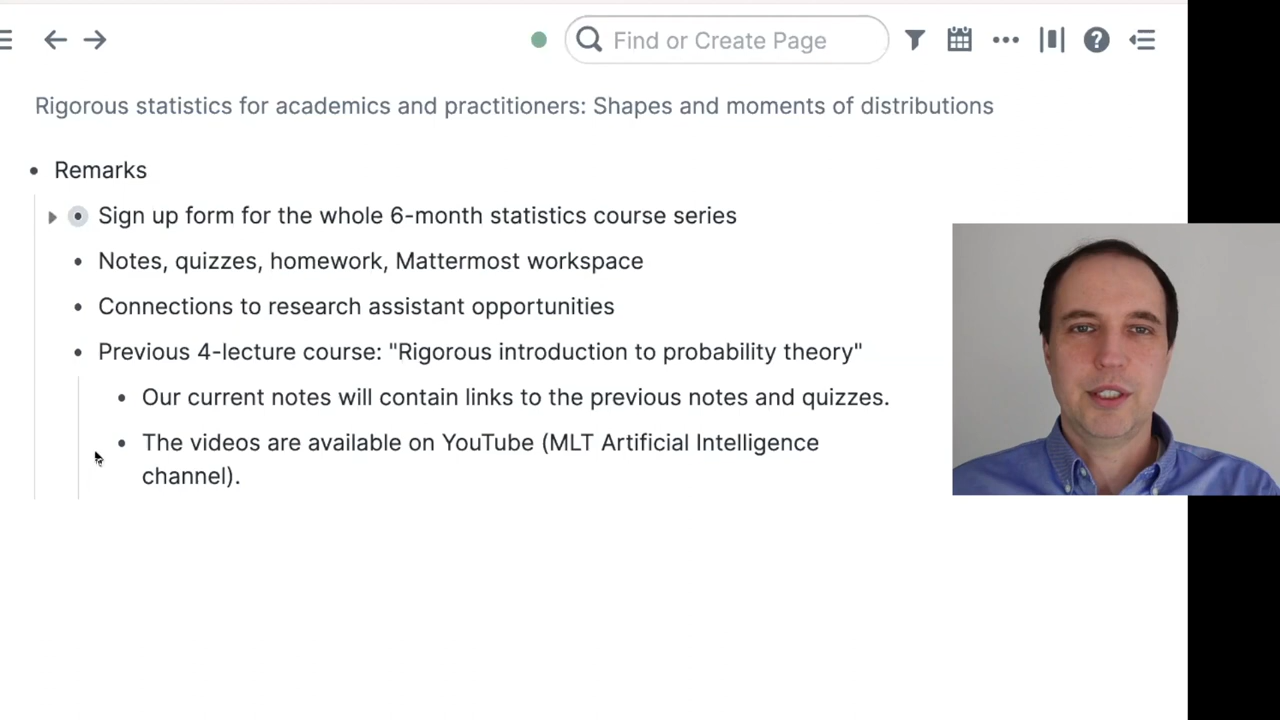 Find or Create Page
Rigorous statistics for academics and practitioners: Shapes and moments of distributions
Remarks
Sign up form for the whole 6-month statistics course series
Notes, quizzes, homework, Mattermost workspace
Connections to research assistant opportunities
Previous 4-lecture course: "Rigorous introduction to probability theory"
Our current notes will contain links to the previous notes and quizzes.
The videos are available on YouTube (MLT Artificial Intelligence
channel).